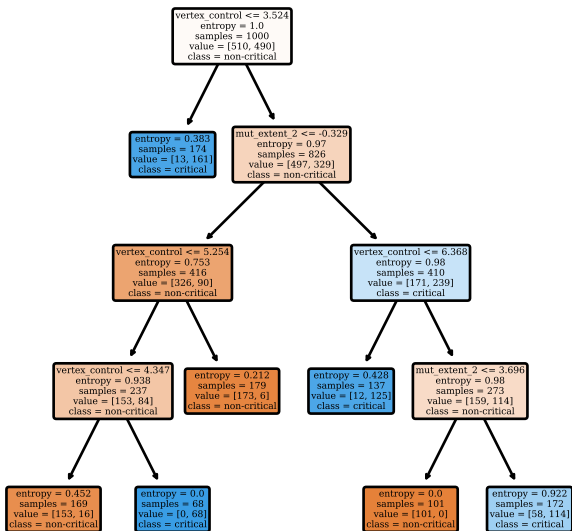 vertex_control <= 3.524
entropy = 1.0
samples = 1000
value = [510, 490]
class = non-critical
entropy = 0.383
samples = 174
value = [13, 161]
class = critical
mut_extent_2 <= -0.329
entropy = 0.97
samples = 826
value = [497, 329]
class = non-critical
vertex_control <= 5.254
entropy = 0.753
samples = 416
value = [326, 90]
class = non-critical
vertex_control <= 6.368
entropy = 0.98
samples = 410
value = [171, 239]
class = critical
vertex_control <= 4.347
entropy = 0.938
samples = 237
value = [153, 84]
class = non-critical
entropy = 0.212
samples = 179
value = [173, 6]
class = non-critical
entropy = 0.428
samples = 137
value = [12, 125]
class = critical
mut_extent_2 <= 3.696
entropy = 0.98
samples = 273
value = [159, 114]
class = non-critical
entropy = 0.452
samples = 169
value = [153, 16]
class = non-critical
entropy = 0.0
samples = 68
value = [0, 68]
class = critical
entropy = 0.0
samples = 101
value = [101, 0]
class = non-critical
entropy = 0.922
samples = 172
value = [58, 114]
class = critical